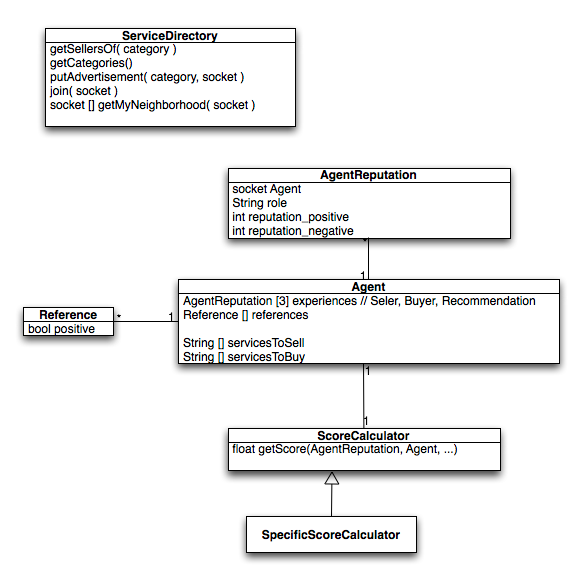 ServiceDirectory
getSellersOf( category )
getCategories()
putAdvertisement( category, socket )
join( socket )
socket [] getMyNeighborhood( socket )
AgentReputation
socket Agent
String role
int reputation_positive
int reputation_negative
*
1
Agent
AgentReputation [3] experiences // Seler, Buyer, Recommendation
Reference [] references
String [] servicesToSell
String [] servicesToBuy
Reference
bool positive
* 1
1
1
ScoreCalculator
float getScore(AgentReputation, Agent, ...)
SpecificScoreCalculator